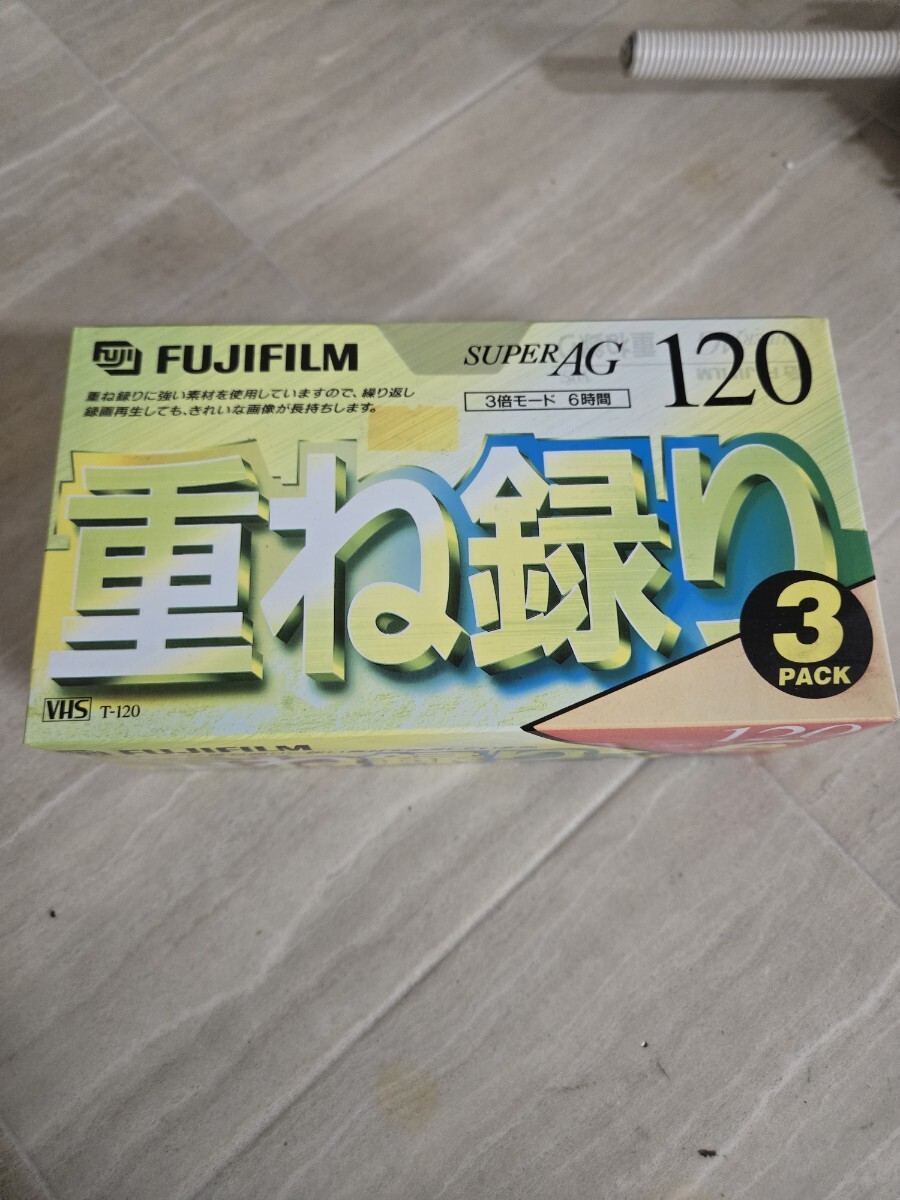 FUJI FUJIFILM
SUPER AG 120
重ね録りに強い素材を使用していますので、繰り返し
録画再生しても、きれいな画像が長持ちします。
3倍モード 6時間
重ね録り
3
PACK
VHS T-120
FUJIFILM
120